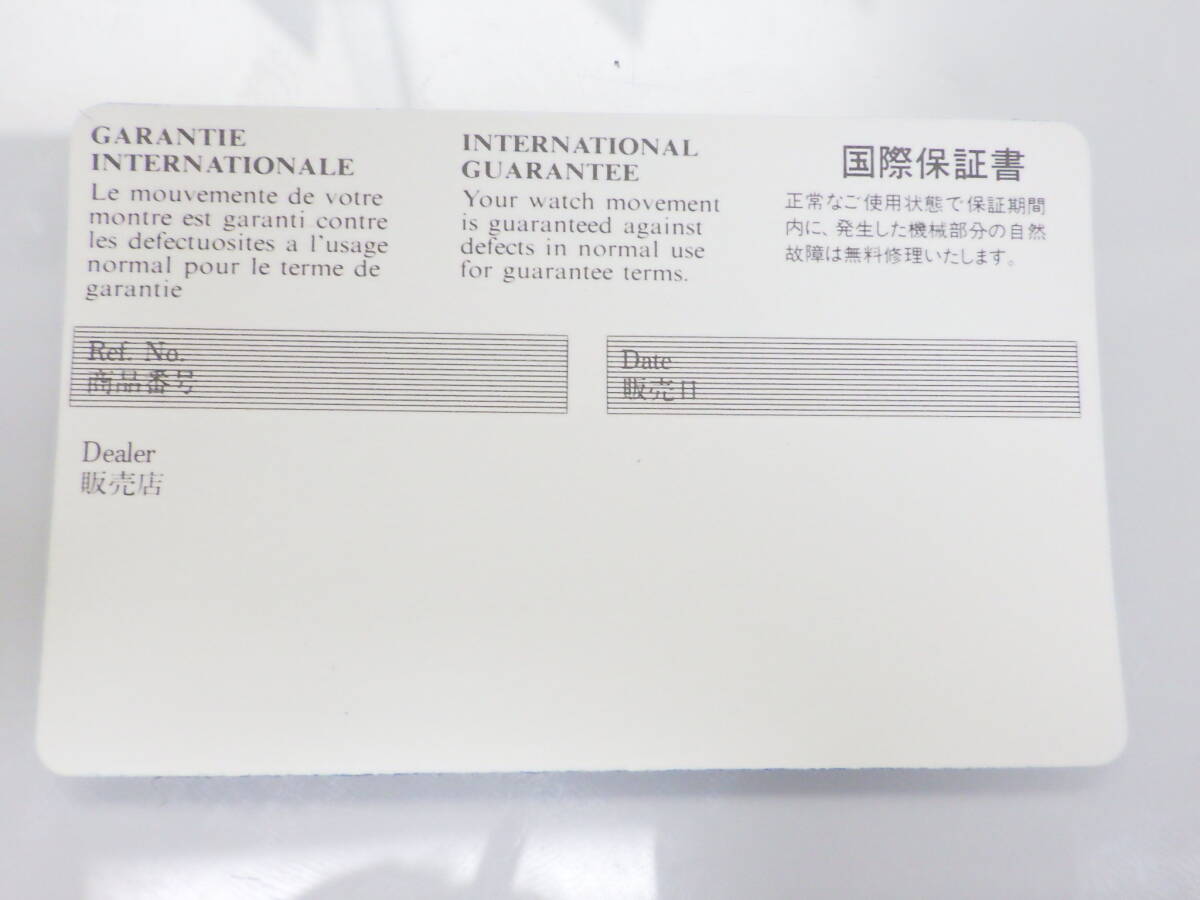 GARANTIE
INTERNATIONALE
Le mouvemente de votre
montre est garanti contre
les defectuosites a l'usage
normal pour le terme de
garantie
INTERNATIONAL
GUARANTEE
Your watch movement
is guaranteed against
defects in normal use
for guarantee terms.
国際保証書
正常なご使用状態で保証期間
内に、発生した機械部分の自然
故障は無料修理いたします。
Ref. No.
商品番号
Date
販売日
Dealer
販売店